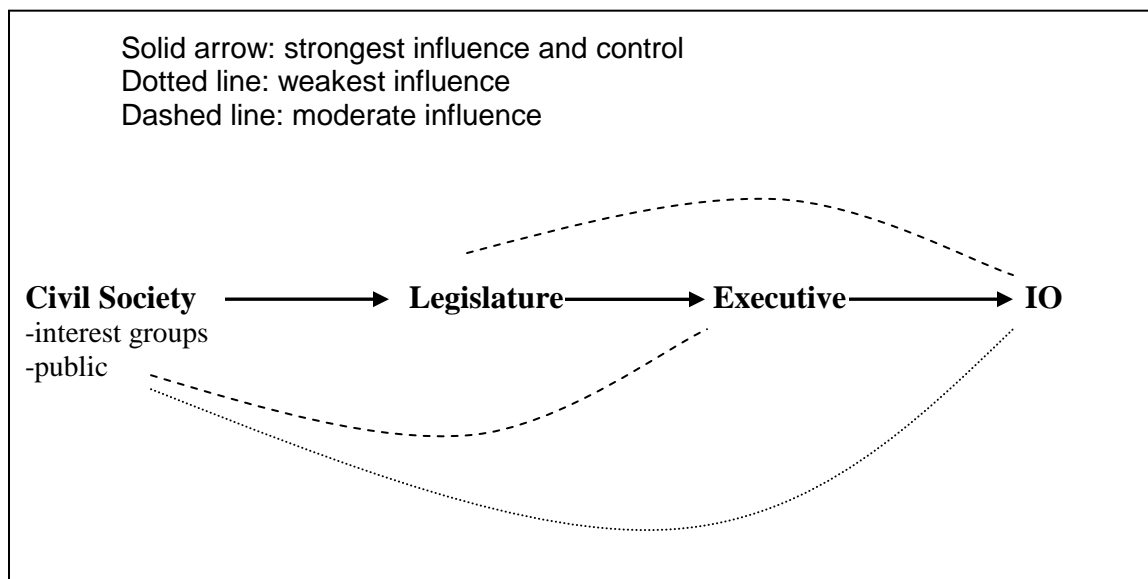 Solid arrow: strongest influence and control
Dotted line: weakest influence
Dashed line: moderate influence
Civil Society Legislature Executive IO
-interest groups
-public